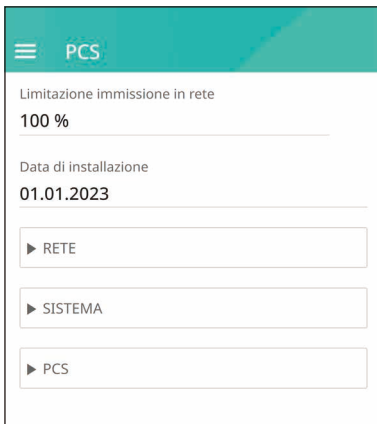 PCS
Limitazione immissione in rete
100 %
Data di installazione
01.01.2023
RETE
SISTEMA
PCS